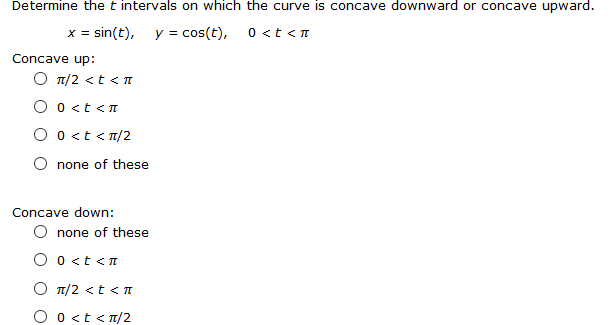 Determine the t intervals on which the curve is concave downward or concave upward.
x = sin(t), y = cos(t), 0 < t < π
Concave up:
π/2 < t < π
0 < t < π
0 < t < π/2
none of these
Concave down:
none of these
0 < t < π
π/2 < t < π
0 < t < π/2